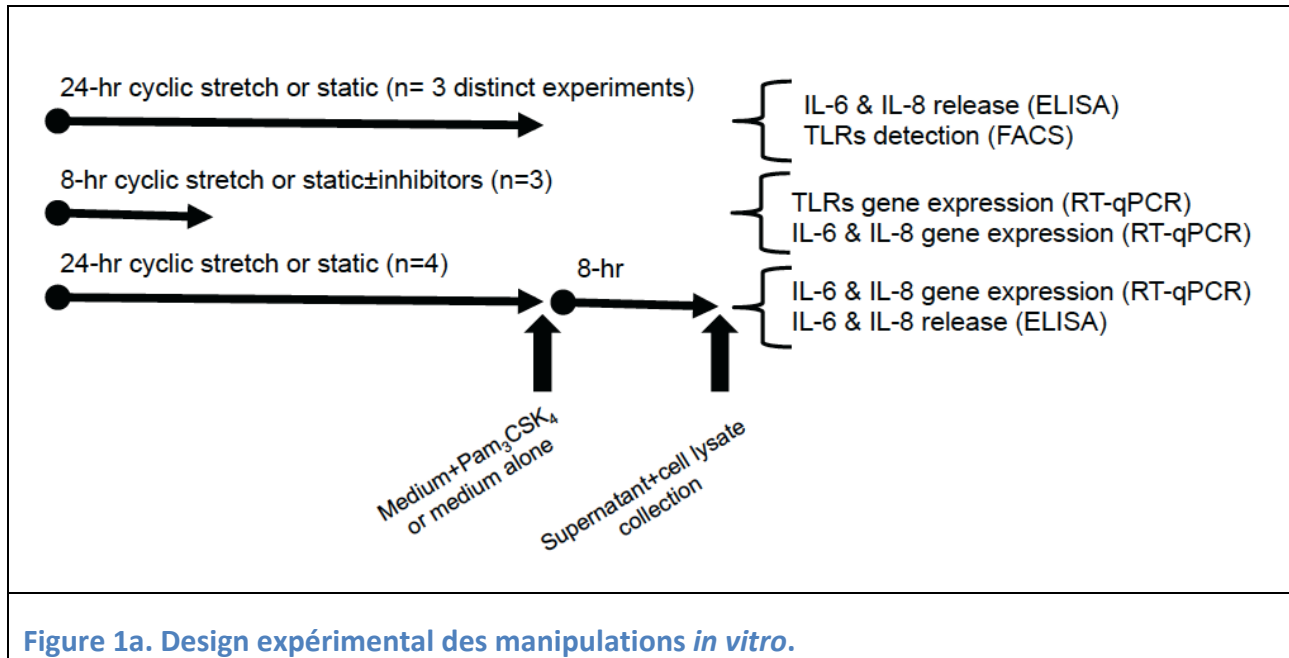 24-hr cyclic stretch or static (n= 3 distinct experiments)
IL-6 & IL-8 release (ELISA)
TLRs detection (FACS)
8-hr cyclic stretch or static±inhibitors (n=3)
TLRs gene expression (RT-qPCR)
IL-6 & IL-8 gene expression (RT-qPCR)
24-hr cyclic stretch or static (n=4)
8-hr
IL-6 & IL-8 gene expression (RT-qPCR)
IL-6 & IL-8 release (ELISA)
Medium+Pam₃CSK₄
or medium alone
Supernatant+cell lysate
collection
Figure 1a. Design expérimental des manipulations in vitro.